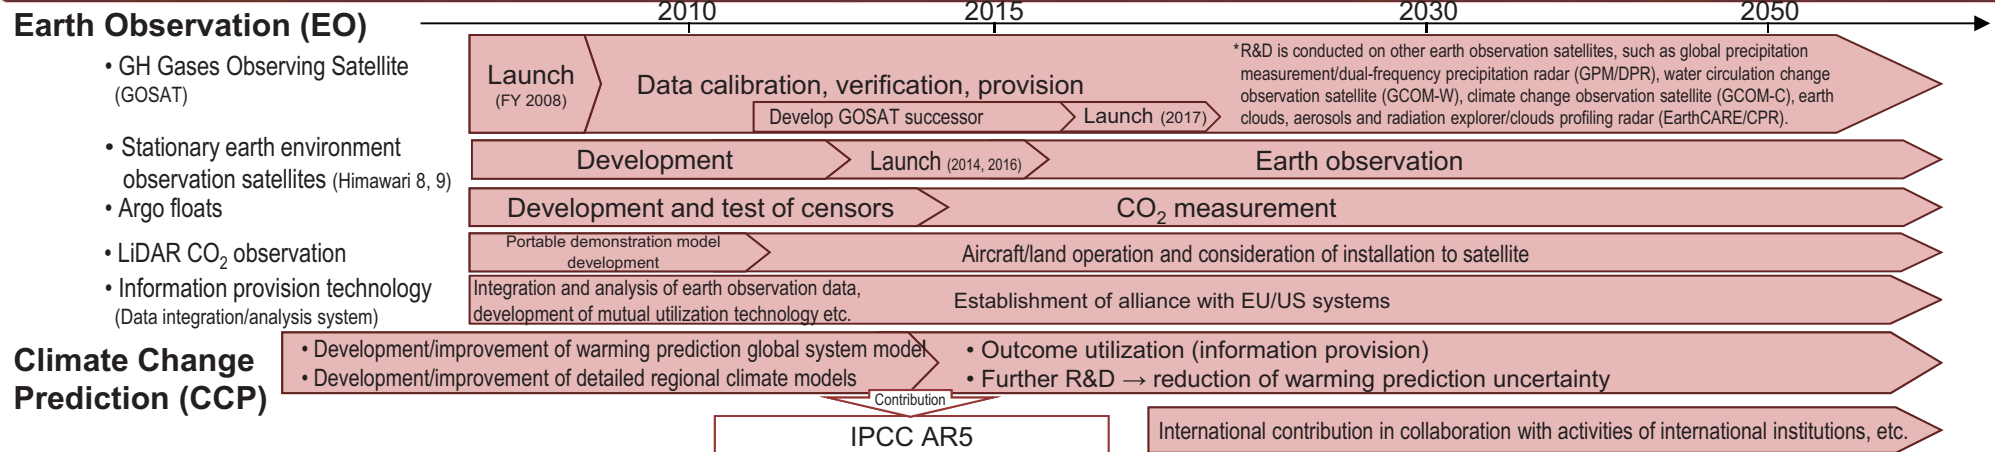 2010 2015 2030 2050
Earth Observation (EO)
• GH Gases Observing Satellite
(GOSAT)
Launch
(FY 2008)
Data calibration, verification, provision
Develop GOSAT successor
Launch (2017)
*R&D is conducted on other earth observation satellites, such as global precipitation
measurement/dual-frequency precipitation radar (GPM/DPR), water circulation change
observation satellite (GCOM-W), climate change observation satellite (GCOM-C), earth
clouds, aerosols and radiation explorer/clouds profiling radar (EarthCARE/CPR).
• Stationary earth environment
observation satellites (Himawari 8, 9)
Development
Launch (2014, 2016)
Earth observation
• Argo floats
Development and test of censors
CO2 measurement
• LiDAR CO2 observation
Portable demonstration model
development
Aircraft/land operation and consideration of installation to satellite
• Information provision technology
(Data integration/analysis system)
Integration and analysis of earth observation data,
development of mutual utilization technology etc.
Establishment of alliance with EU/US systems
Climate Change
Prediction (CCP)
• Development/improvement of warming prediction global system model
• Development/improvement of detailed regional climate models
• Outcome utilization (information provision)
• Further R&D → reduction of warming prediction uncertainty
Contribution
IPCC AR5
International contribution in collaboration with activities of international institutions, etc.